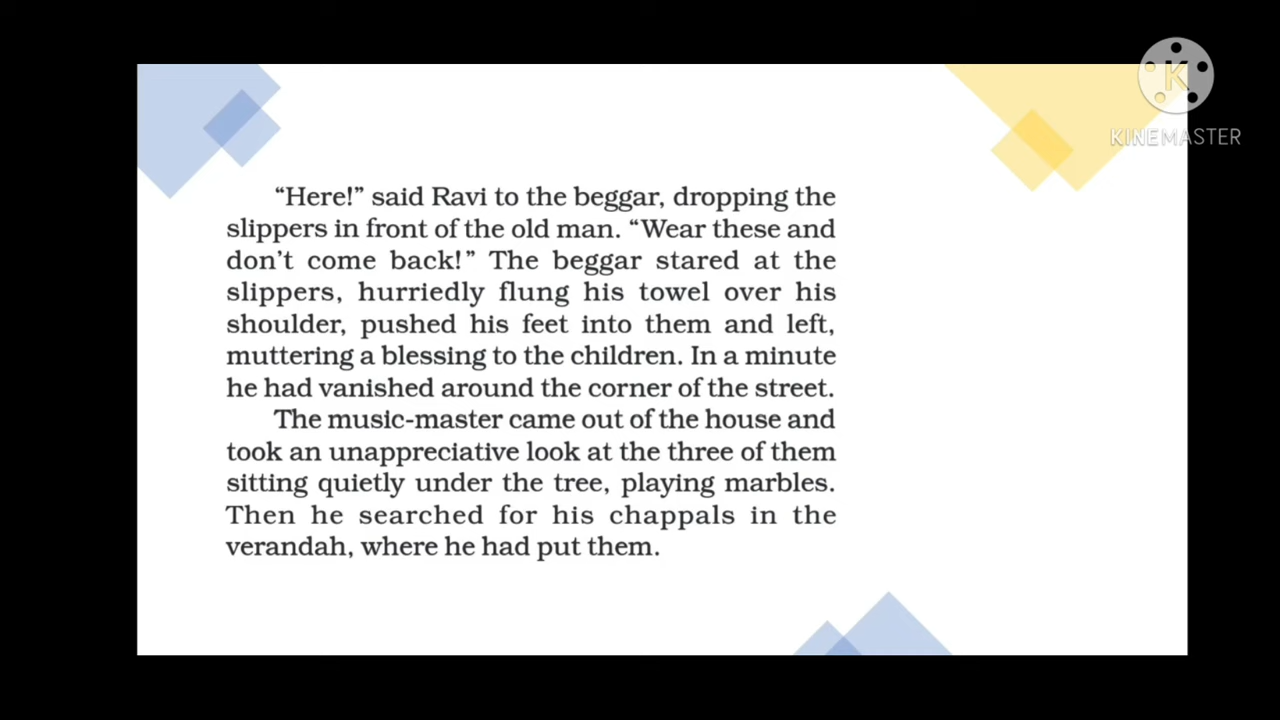 KINEMASTER
“Here!” said Ravi to the beggar, dropping the
slippers in front of the old man. “Wear these and
don’t come back!” The beggar stared at the
slippers, hurriedly flung his towel over his
shoulder, pushed his feet into them and left,
muttering a blessing to the children. In a minute
he had vanished around the corner of the street.
The music-master came out of the house and
took an unappreciative look at the three of them
sitting quietly under the tree, playing marbles.
Then he searched for his chappals in the
verandah, where he had put them.